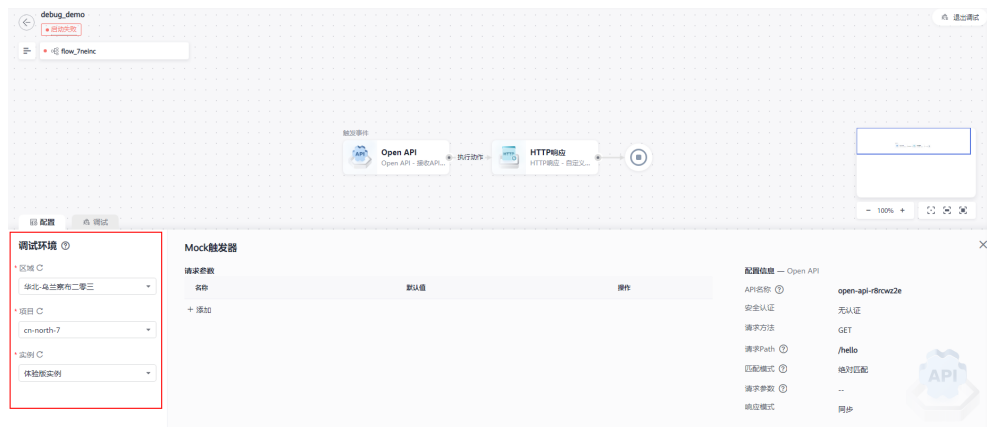 debug_demo
启动失败
退出调试
flow_7neinc
触发事件
Open API
Open API - 接收API...
执行动作
HTTP响应
HTTP响应 - 自定义...
- 100% +
配置
调试
调试环境
* 区域
华北-乌兰察布二零三
* 项目
cn-north-7
* 实例
体验版实例
Mock触发器
请求参数
名称 默认值 操作
+ 添加
配置信息 — Open API
API名称 open-api-r8rcwz2e
安全认证 无认证
请求方法 GET
请求Path /hello
匹配模式 绝对匹配
请求参数 --
响应模式 同步
API